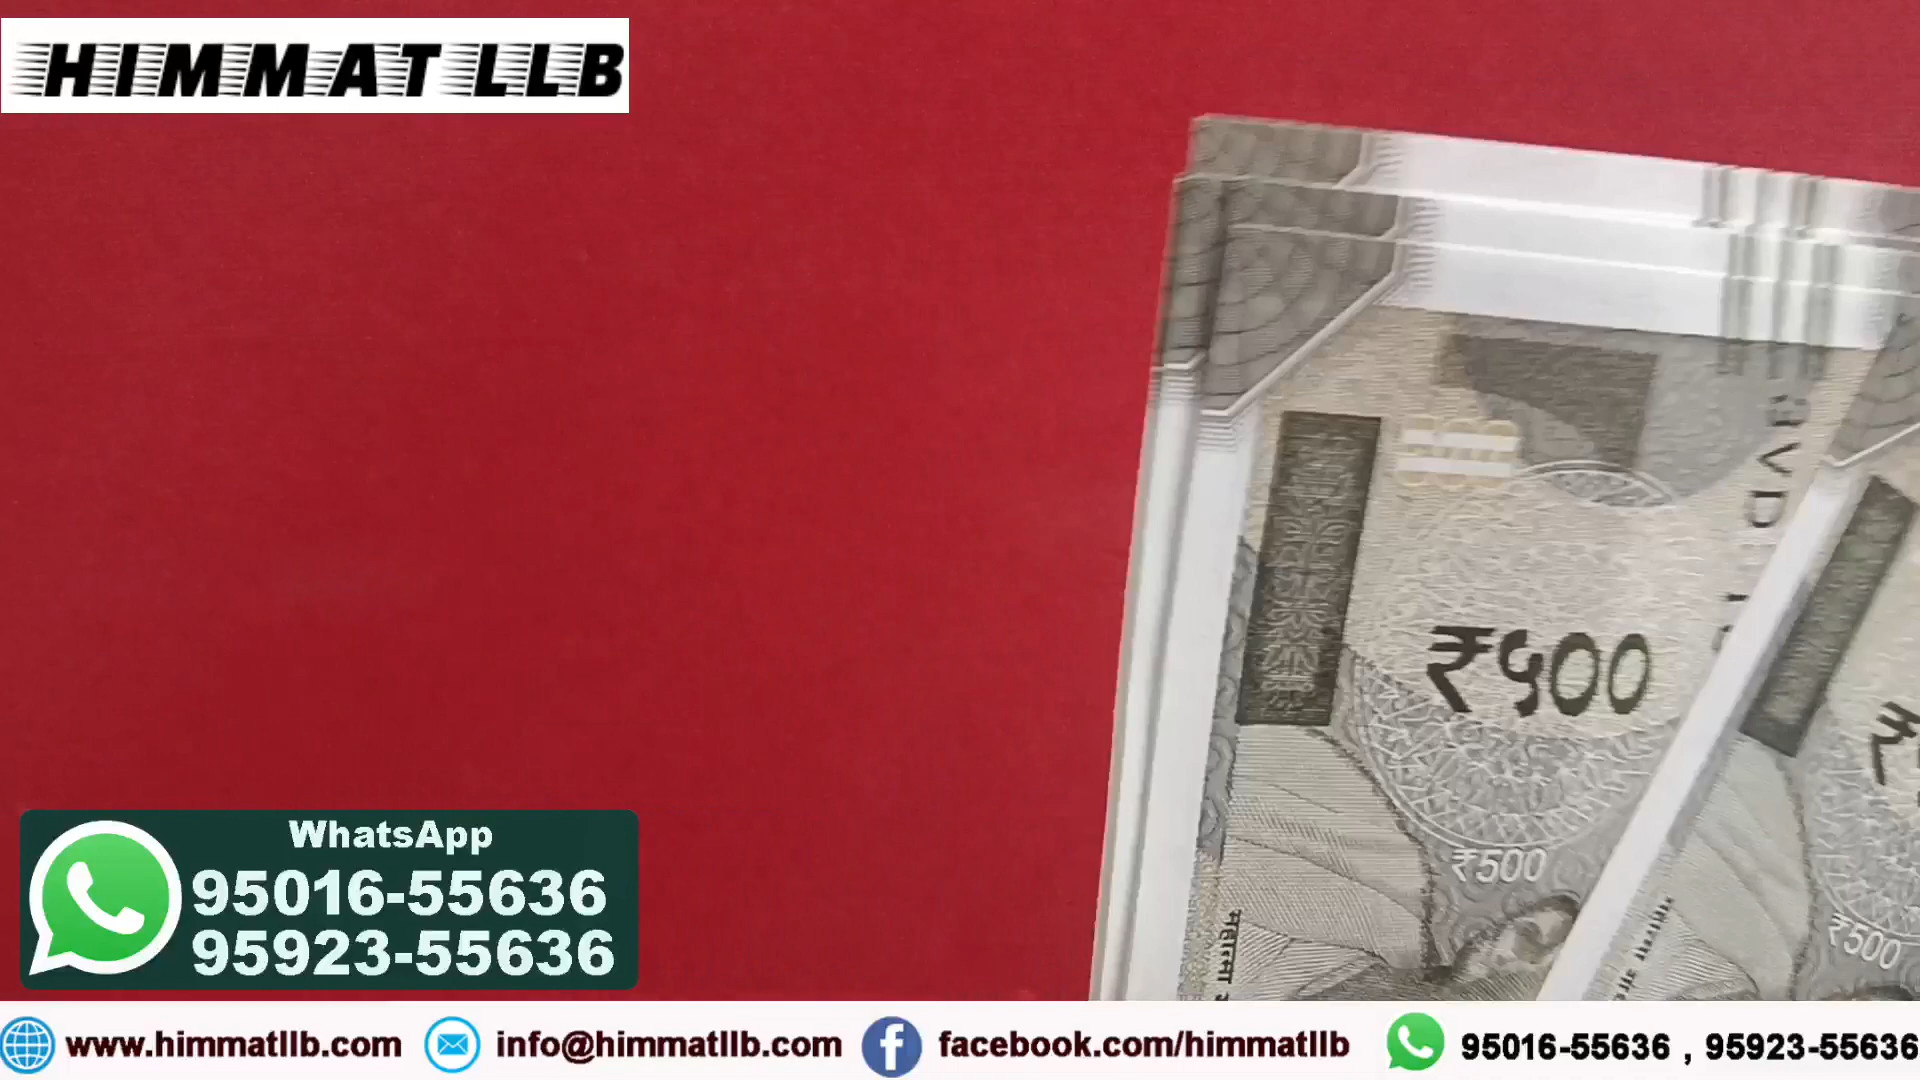 HIMMAT LLB
₹५००
₹500
₹500
WhatsApp
95016-55636
95923-55636
www.himmatllb.com info@himmatllb.com facebook.com/himmatllb 95016-55636 , 95923-55636